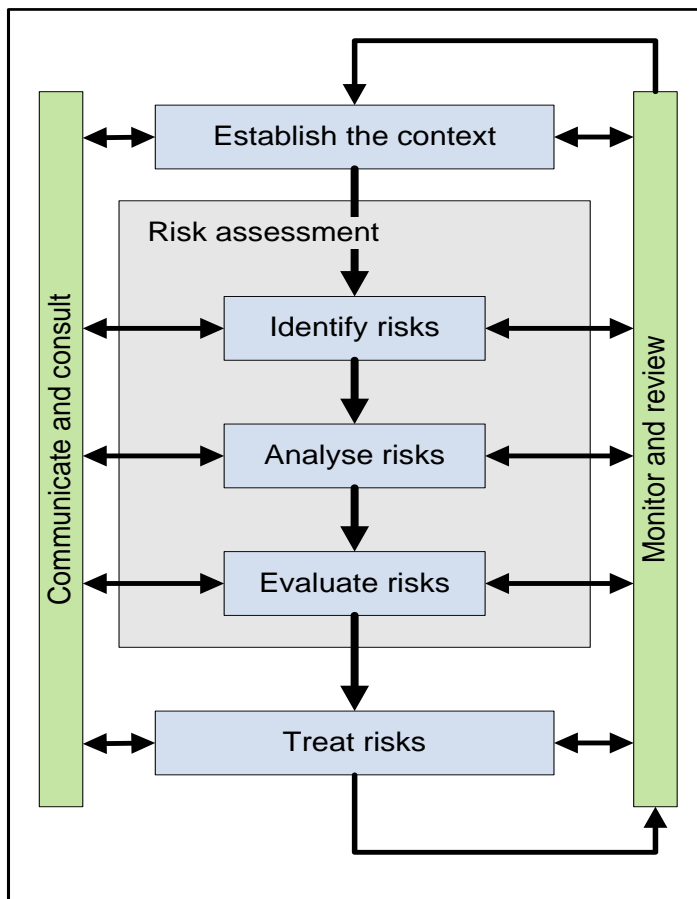 Establish the context
Risk assessment
Identify risks
Analyse risks
Evaluate risks
Treat risks
Communicate and consult
Monitor and review